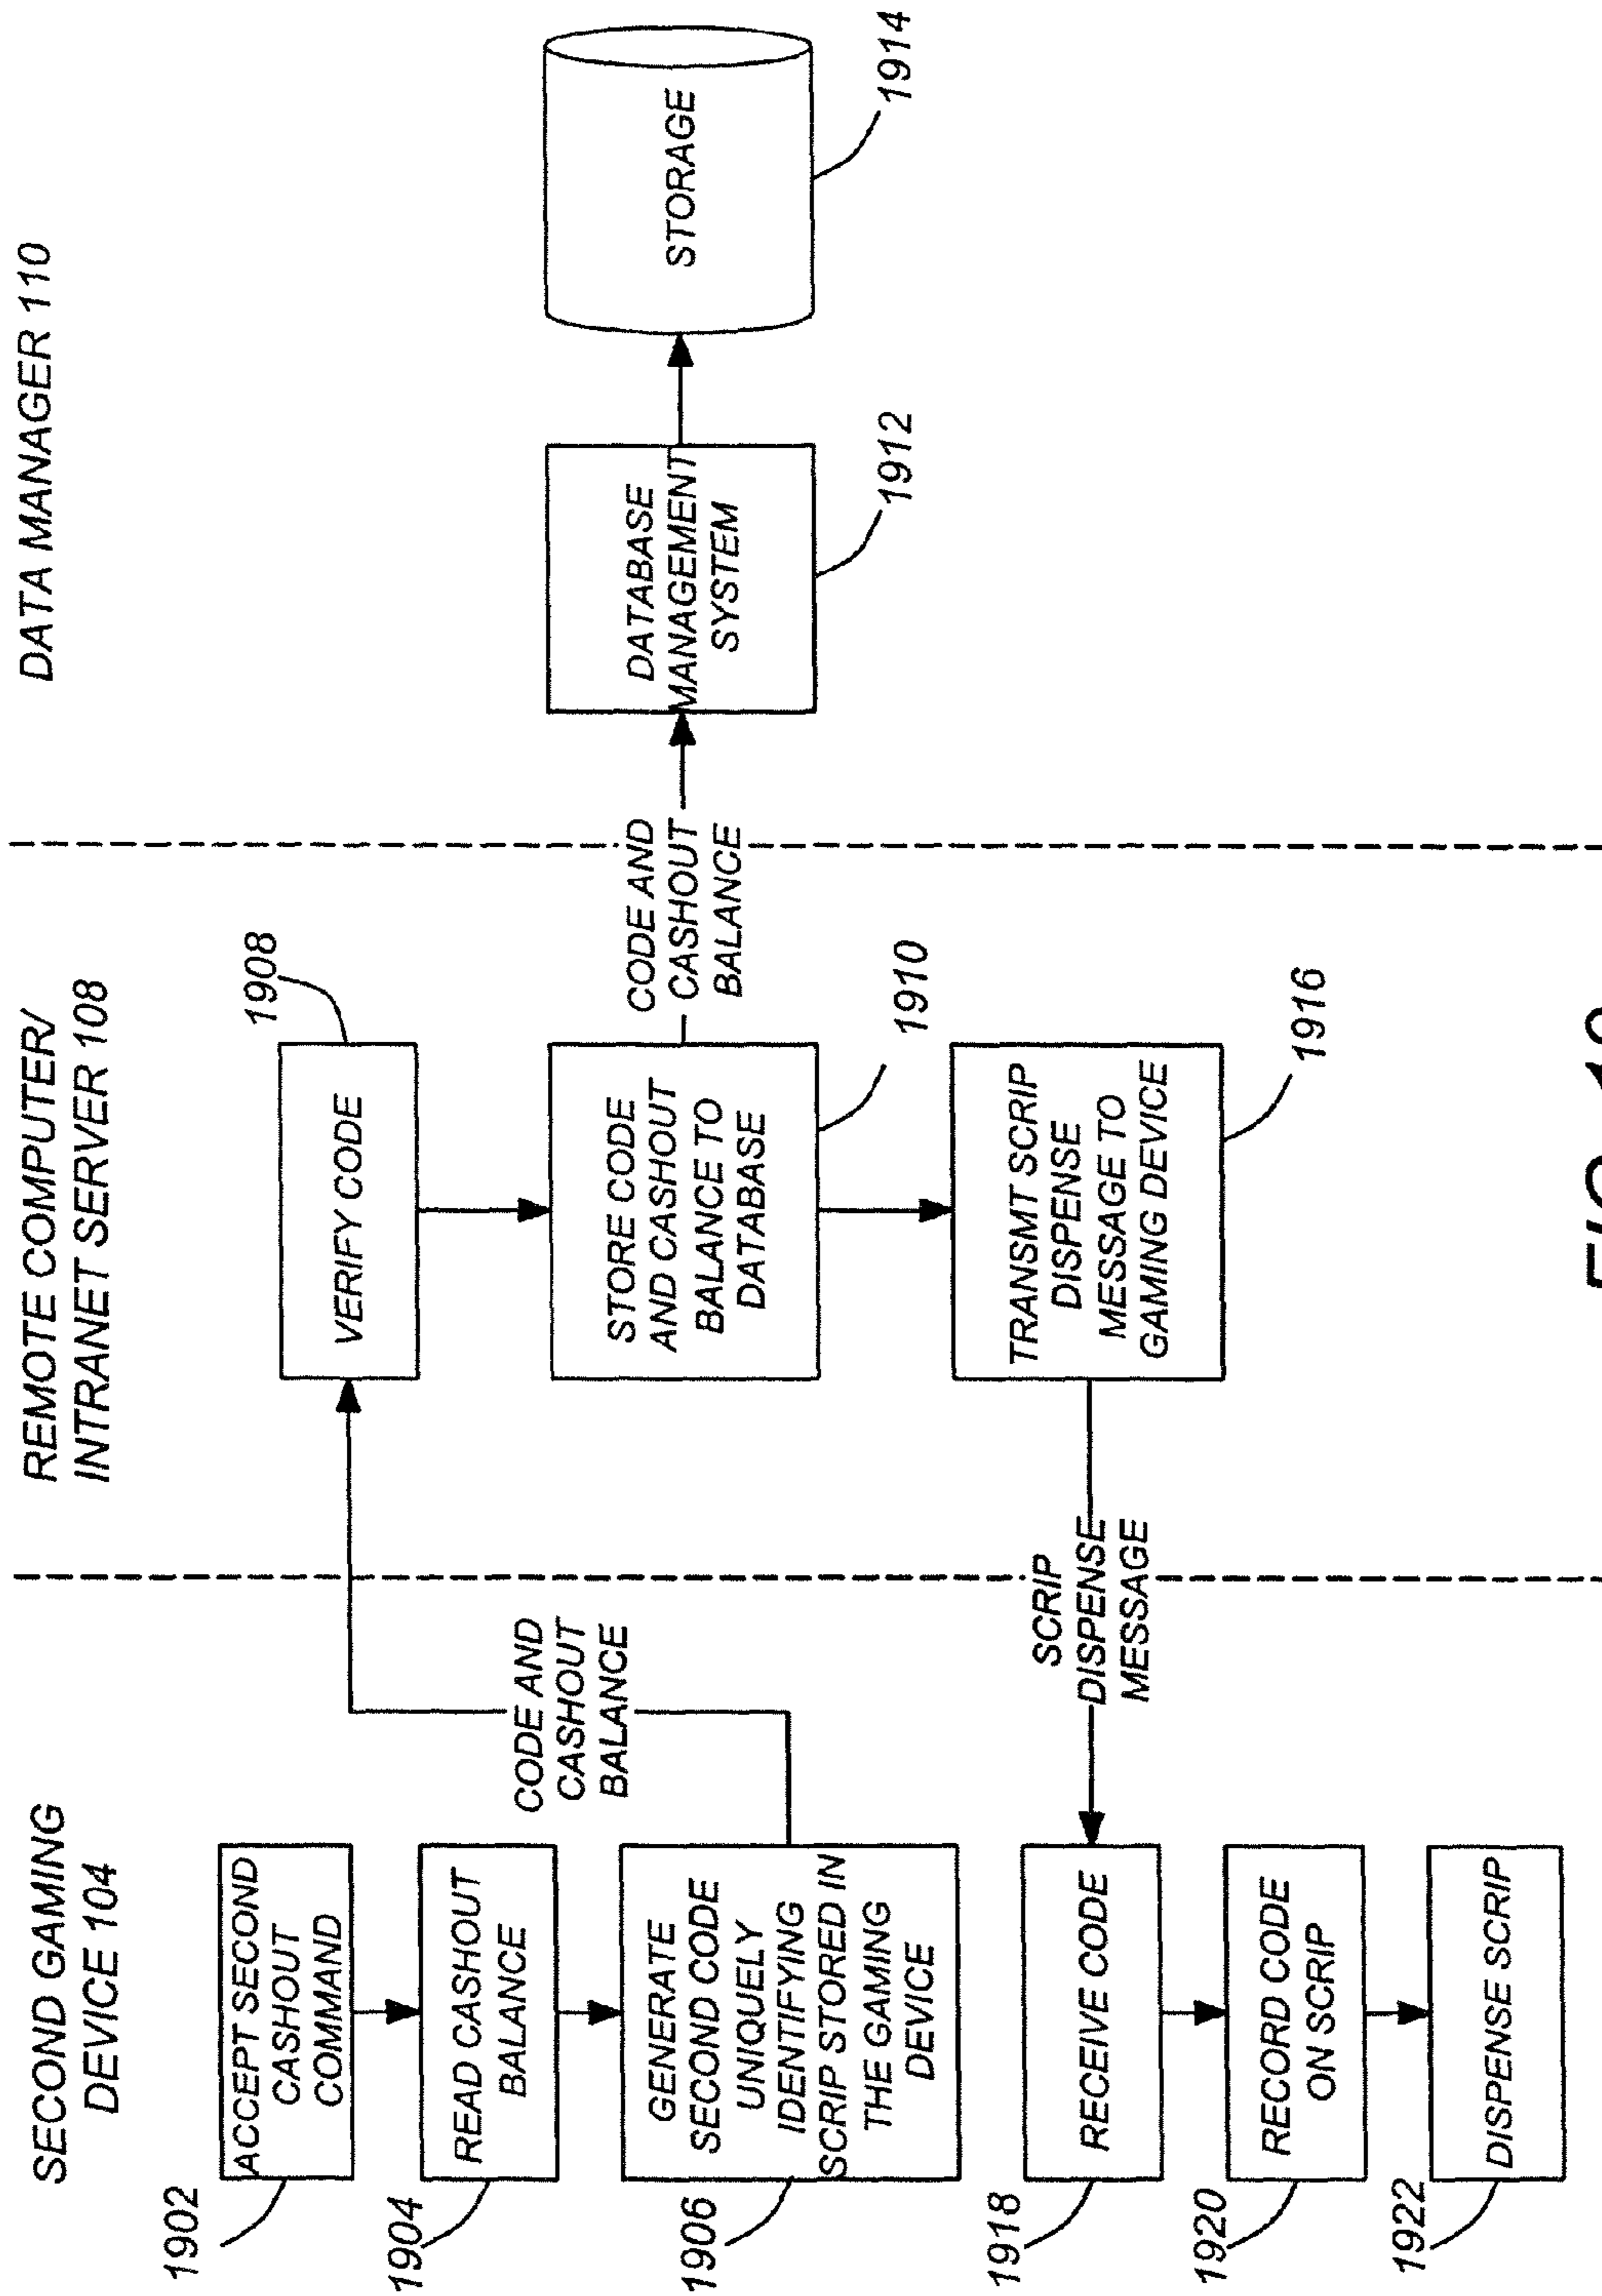 SECOND GAMING
DEVICE 104
REMOTE COMPUTER/
INTRANET SERVER 108
DATA MANAGER 110
1902
ACCEPT SECOND
CASHOUT
COMMAND
1904
READ CASHOUT
BALANCE
1906
GENERATE
SECOND CODE
UNIQUELY
IDENTIFYING
SCRIP STORED IN
THE GAMING
DEVICE
CODE AND
CASHOUT
BALANCE
1908
VERIFY CODE
STORE CODE
AND CASHOUT
BALANCE TO
DATABASE
1910
CODE AND
CASHOUT
BALANCE
DATABASE
MANAGEMENT
SYSTEM
1912
STORAGE
1914
TRANSMT SCRIP
DISPENSE
MESSAGE TO
GAMING DEVICE
1916
SCRIP
DISPENSE
MESSAGE
1918
RECEIVE CODE
1920
RECORD CODE
ON SCRIP
1922
DISPENSE SCRIP